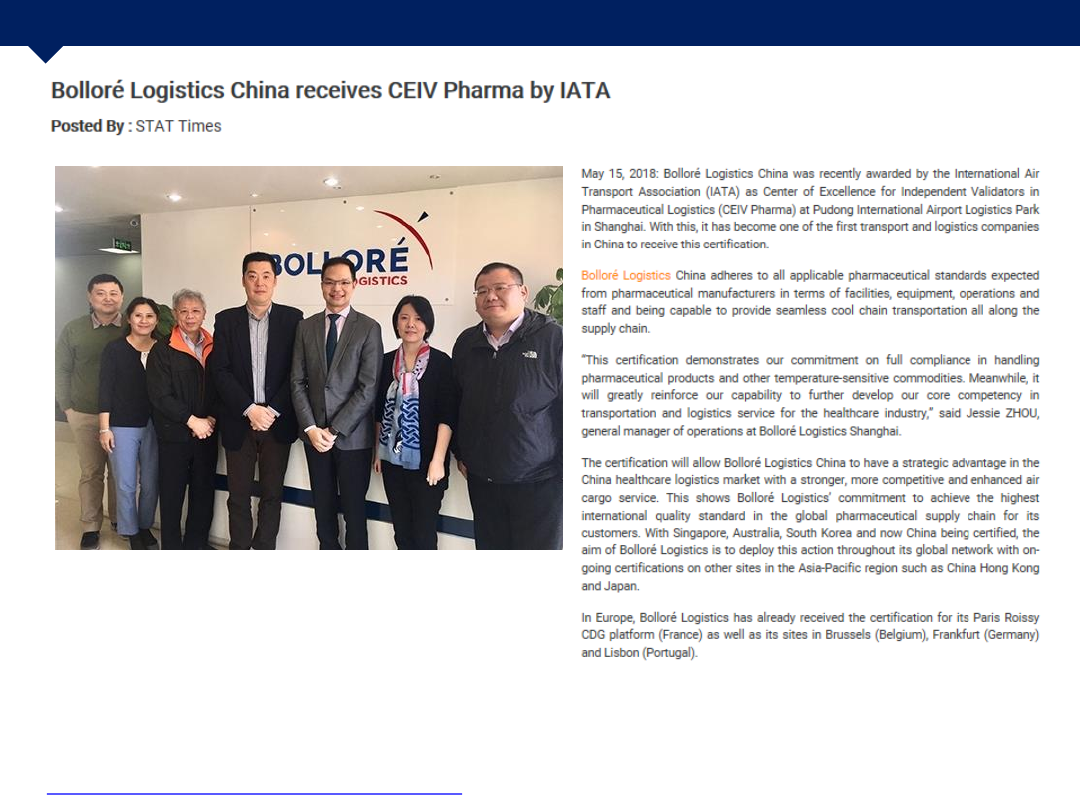 Bolloré Logistics China receives CEIV Pharma by IATA
Posted By : STAT Times
BOLLORÉ
LOGISTICS
May 15, 2018: Bolloré Logistics China was recently awarded by the International Air
Transport Association (IATA) as Center of Excellence for Independent Validators in
Pharmaceutical Logistics (CEIV Pharma) at Pudong International Airport Logistics Park
in Shanghai. With this, it has become one of the first transport and logistics companies
in China to receive this certification.
Bolloré Logistics China adheres to all applicable pharmaceutical standards expected
from pharmaceutical manufacturers in terms of facilities, equipment, operations and
staff and being capable to provide seamless cool chain transportation all along the
supply chain.
“This certification demonstrates our commitment on full compliance in handling
pharmaceutical products and other temperature-sensitive commodities. Meanwhile, it
will greatly reinforce our capability to further develop our core competency in
transportation and logistics service for the healthcare industry,” said Jessie ZHOU,
general manager of operations at Bolloré Logistics Shanghai.
The certification will allow Bolloré Logistics China to have a strategic advantage in the
China healthcare logistics market with a stronger, more competitive and enhanced air
cargo service. This shows Bolloré Logistics’ commitment to achieve the highest
international quality standard in the global pharmaceutical supply chain for its
customers. With Singapore, Australia, South Korea and now China being certified, the
aim of Bolloré Logistics is to deploy this action throughout its global network with on-
going certifications on other sites in the Asia-Pacific region such as China Hong Kong
and Japan.
In Europe, Bolloré Logistics has already received the certification for its Paris Roissy
CDG platform (France) as well as its sites in Brussels (Belgium), Frankfurt (Germany)
and Lisbon (Portugal).